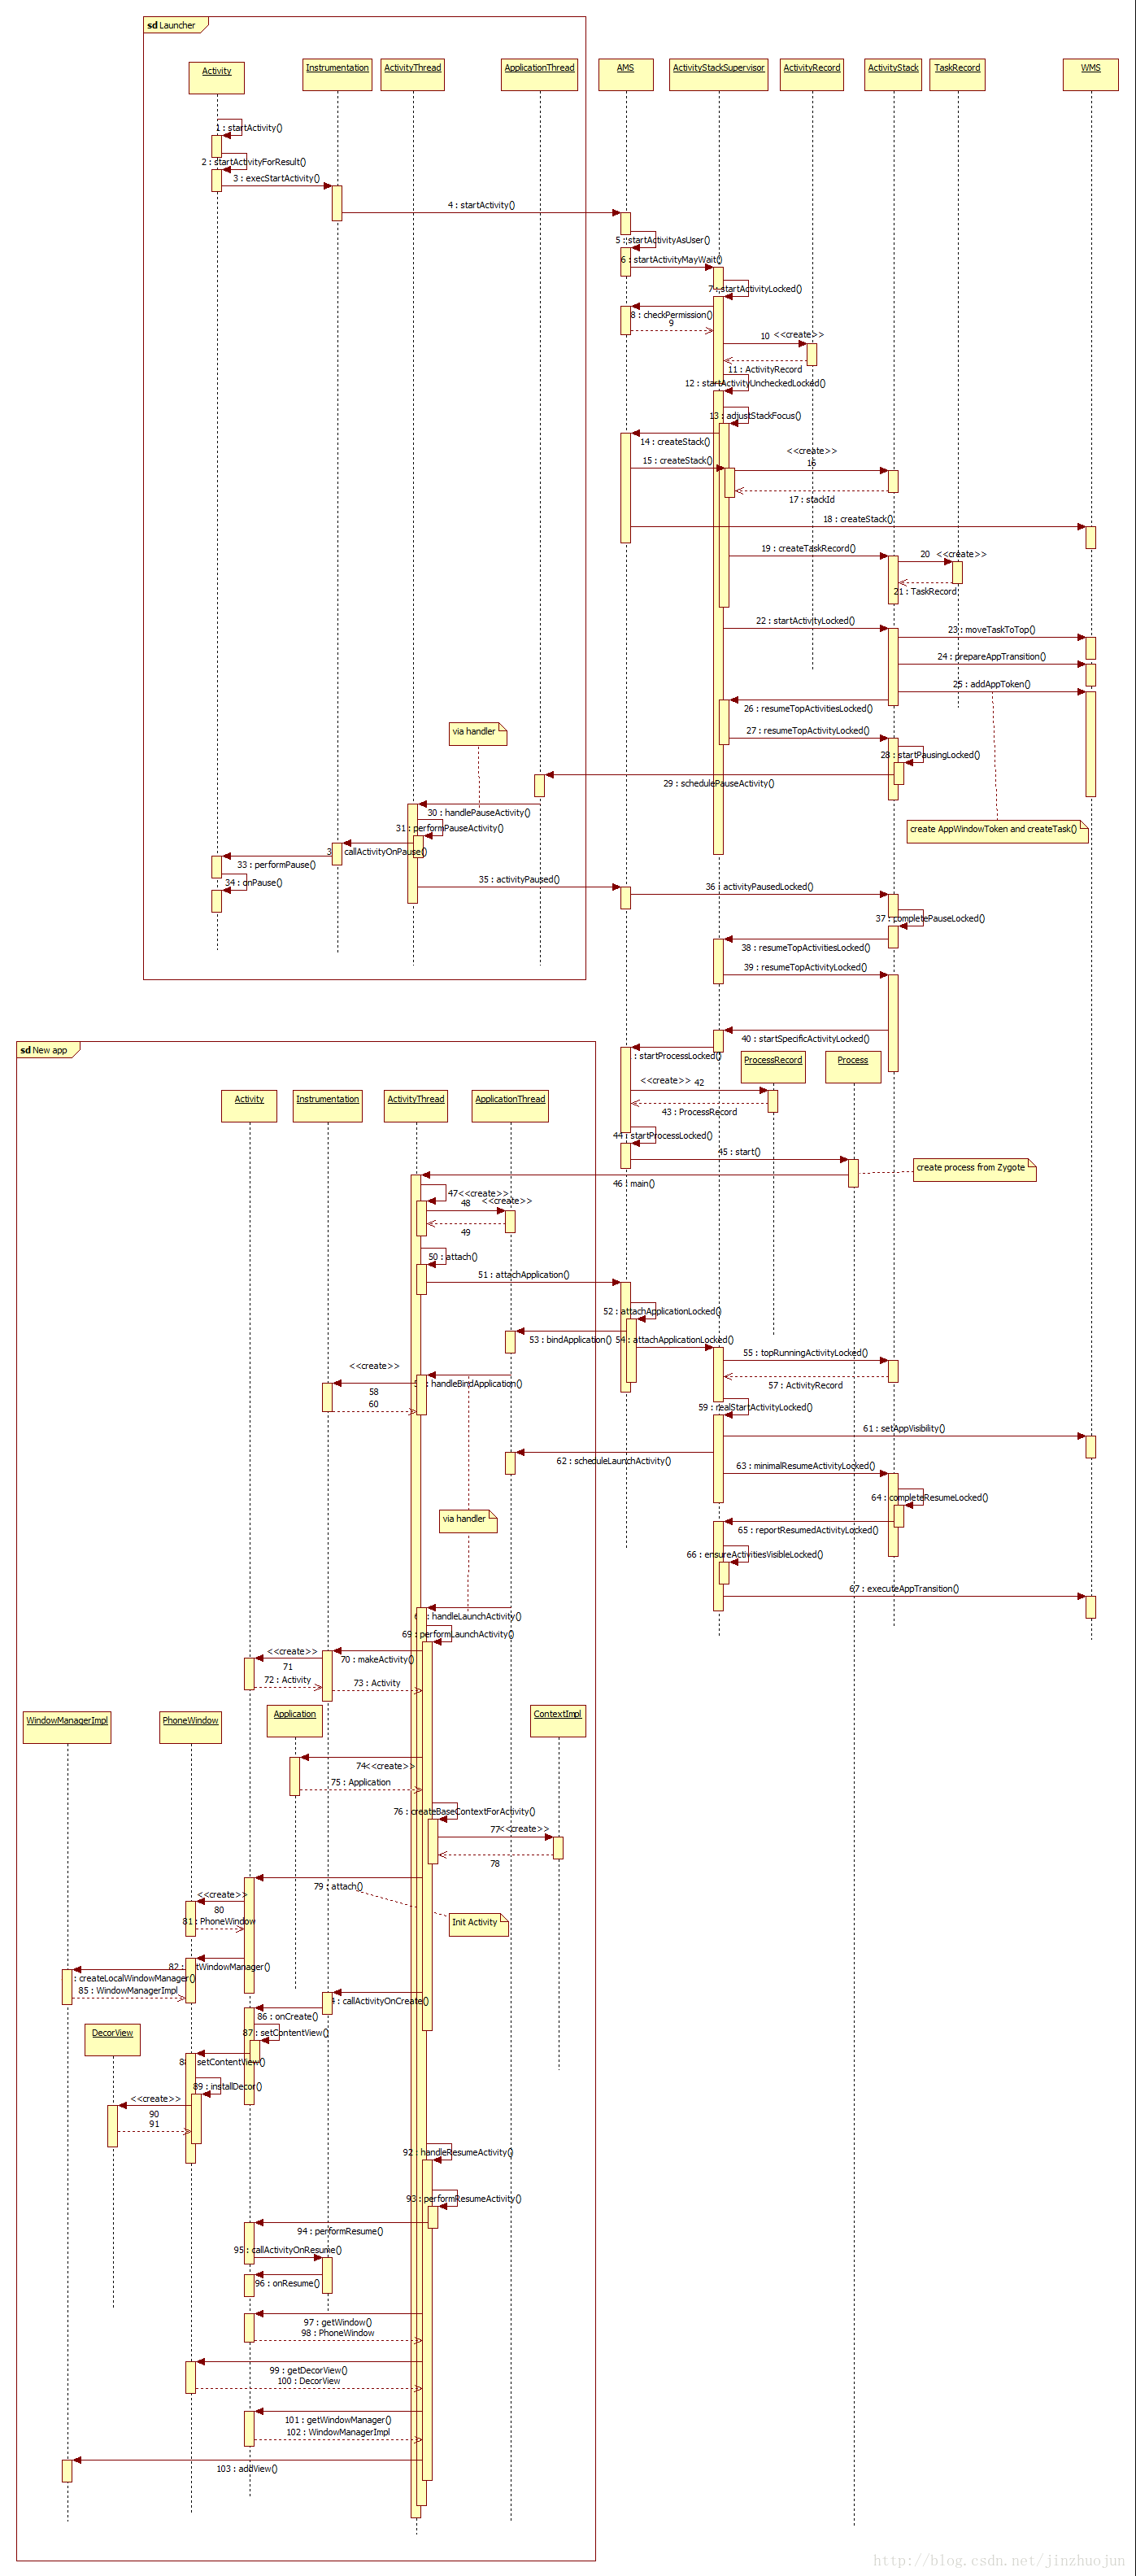 sd Launcher
Activity
Instrumentation
ActivityThread
ApplicationThread
AMS
ActivityStackSupervisor
ActivityRecord
ActivityStack
TaskRecord
WMS
1 : startActivity()
2 : startActivityForResult()
3 : execStartActivity()
4 : startActivity()
5 : startActivityAsUser()
6 : startActivityMayWait()
7 : startActivityLocked()
8 : checkPermission()
9
10 <<create>>
11 : ActivityRecord
12 : startActivityUncheckedLocked()
13 : adjustStackFocus()
14 : createStack()
15 : createStack()
<<create>>
16
17 : stackId
18 : createStack()
19 : createTaskRecord()
20 <<create>>
21 : TaskRecord
22 : startActivityLocked()
23 : moveTaskToTop()
24 : prepareAppTransition()
25 : addAppToken()
26 : resumeTopActivitiesLocked()
via handler
27 : resumeTopActivityLocked()
28 : startPausingLocked()
29 : schedulePauseActivity()
30 : handlePauseActivity()
31 : performPauseActivity()
create AppWindowToken and createTask()
callActivityOnPause()
33 : performPause()
34 : onPause()
35 : activityPaused()
36 : activityPausedLocked()
37 : completePauseLocked()
38 : resumeTopActivitiesLocked()
39 : resumeTopActivityLocked()
40 : startSpecificActivityLocked()
sd New app
: startProcessLocked()
ProcessRecord
Process
<<create>> 42
43 : ProcessRecord
Activity
Instrumentation
ActivityThread
ApplicationThread
44 : startProcessLocked()
45 : start()
create process from Zygote
46 : main()
47 <<create>>
48 <<create>>
49
50 : attach()
51 : attachApplication()
52 : attachApplicationLocked()
53 : bindApplication()
54 : attachApplicationLocked()
55 : topRunningActivityLocked()
<<create>>
: handleBindApplication()
57 : ActivityRecord
58
60
59 : realStartActivityLocked()
61 : setAppVisibility()
62 : scheduleLaunchActivity()
63 : minimalResumeActivityLocked()
64 : completeResumeLocked()
via handler
65 : reportResumedActivityLocked()
66 : ensureActivitiesVisibleLocked()
67 : executeAppTransition()
: handleLaunchActivity()
69 : performLaunchActivity()
<<create>>
70 : makeActivity()
71
72 : Activity
73 : Activity
WindowManagerImpl
PhoneWindow
Application
ContextImpl
74 <<create>>
75 : Application
76 : createBaseContextForActivity()
77 <<create>>
78
79 : attach()
<<create>>
80
81 : PhoneWindow
Init Activity
82 : tWindowManager()
: createLocalWindowManager()
85 : WindowManagerImpl
: callActivityOnCreate()
86 : onCreate()
87 : setContentView()
DecorView
setContentView()
89 : installDecor()
<<create>>
90
91
92 : handleResumeActivity()
93 : performResumeActivity()
94 : performResume()
95 : callActivityOnResume()
96 : onResume()
97 : getWindow()
98 : PhoneWindow
99 : getDecorView()
100 : DecorView
101 : getWindowManager()
102 : WindowManagerImpl
103 : addView()
http://blog.csdn.net/jinzhuojun